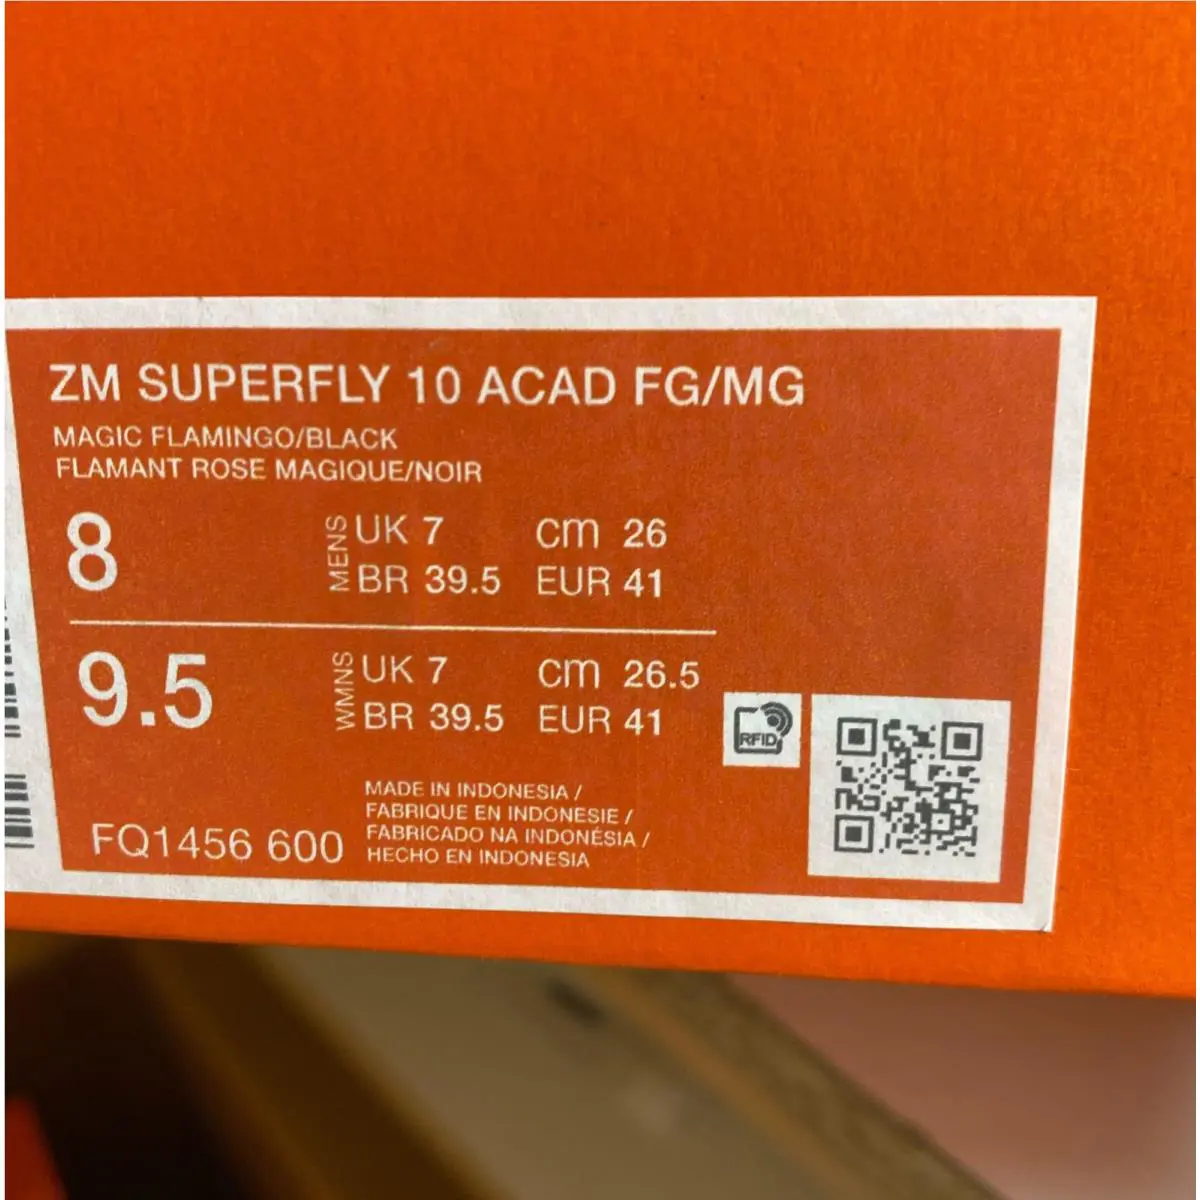 ZM SUPERFLY 10 ACAD FG/MG
MAGIC FLAMINGO/BLACK
FLAMANT ROSE MAGIQUE/NOIR
8 MENS UK 7 cm 26
BR 39.5 EUR 41
9.5 WMNS UK 7 cm 26.5
BR 39.5 EUR 41
RFID
MADE IN INDONESIA /
FABRIQUE EN INDONESIE /
FABRICADO NA INDONÉSIA /
HECHO EN INDONESIA
FQ1456 600